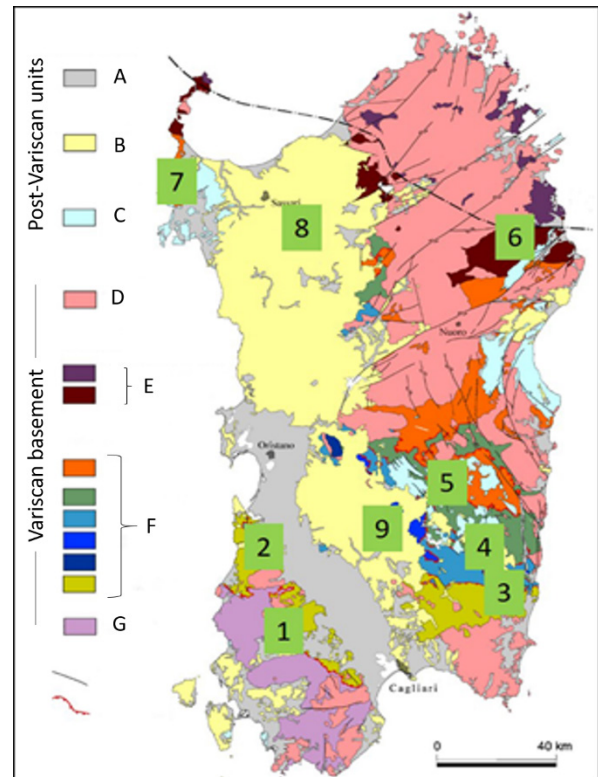 Post-Variscan units
A
B
C
Variscan basement
D
E
F
G
7
Sassari
8
6
Nuoro
Oristano
5
2
9
4
3
1
Cagliari
0
40 km